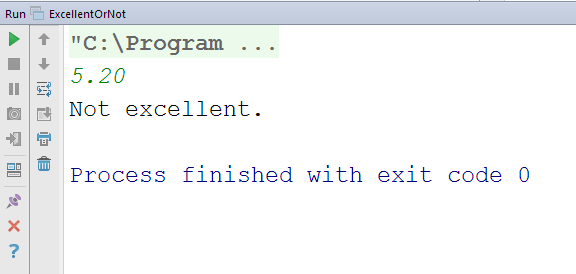 Run ExcellentOrNot
"C:\Program ...
5.20
Not excellent.
Process finished with exit code 0